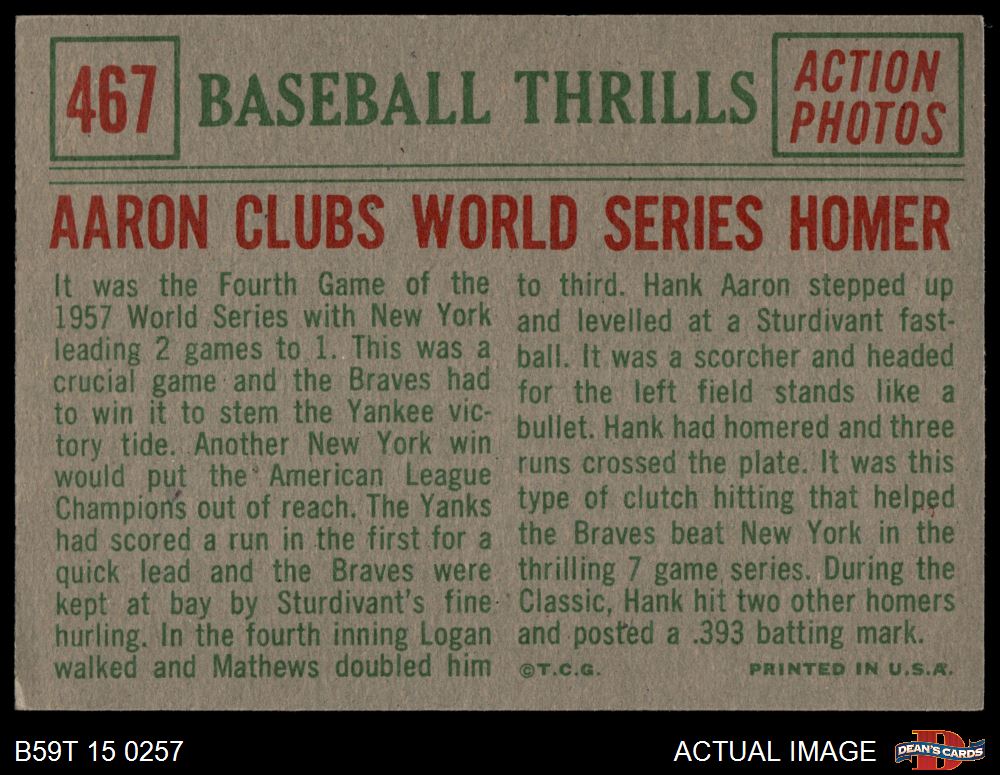 467
BASEBALL THRILLS
ACTION
PHOTOS
AARON CLUBS WORLD SERIES HOMER
It was the Fourth Game of the
1957 World Series with New York
leading 2 games to 1. This was a
crucial game and the Braves had
to win it to stem the Yankee vic-
tory tide. Another New York win
would put the American League
Champions out of reach. The Yanks
had scored a run in the first for a
quick lead and the Braves were
kept at bay by Sturdivant's fine
hurling. In the fourth inning Logan
walked and Mathews doubled him
to third. Hank Aaron stepped up
and levelled at a Sturdivant fast-
ball. It was a scorcher and headed
for the left field stands like a
bullet. Hank had homered and three
runs crossed the plate. It was this
type of clutch hitting that helped
the Braves beat New York in the
thrilling 7 game series. During the
Classic, Hank hit two other homers
and posted a .393 batting mark.
©T.C.G.
PRINTED IN U.S.A.
B59T 15 0257
ACTUAL IMAGE
DEAN'S CARDS